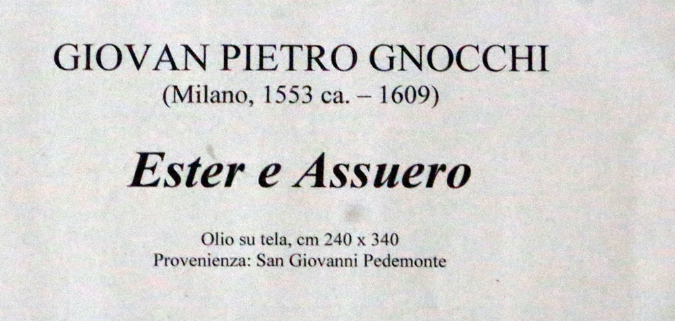 GIOVAN PIETRO GNOCCHI
(Milano, 1553 ca. – 1609)
Ester e Assuero
Olio su tela, cm 240 x 340
Provenienza: San Giovanni Pedemonte